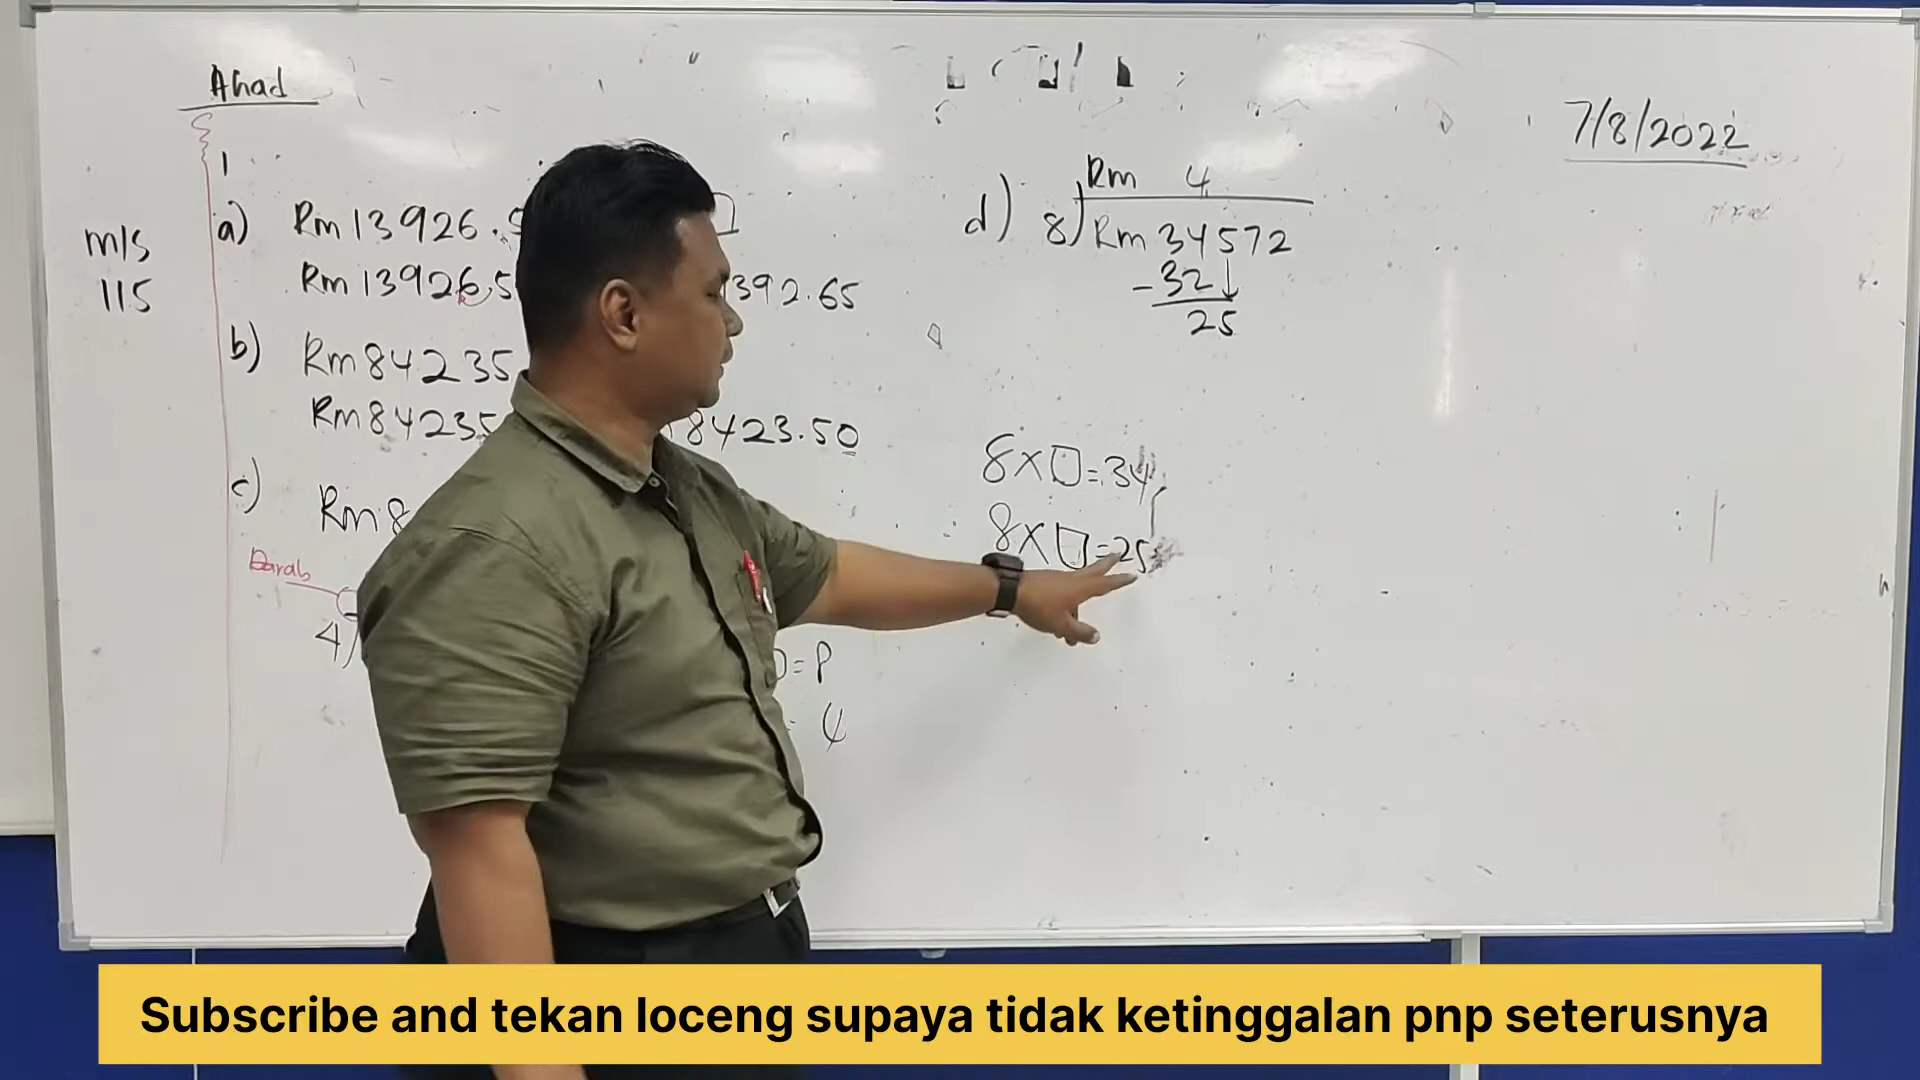 Ahad
7/8/2022
m/s
115
1
a) Rm 13926.5
Rm 13926.5 392.65
b) Rm 84235
Rm 84235 8423.50
c) Rm 8
Darab
4)
= P
= 4
d) Rm 4
8) Rm 34572
-32↓
25
8×□=34
8×□=25
Subscribe and tekan loceng supaya tidak ketinggalan pnp seterusnya